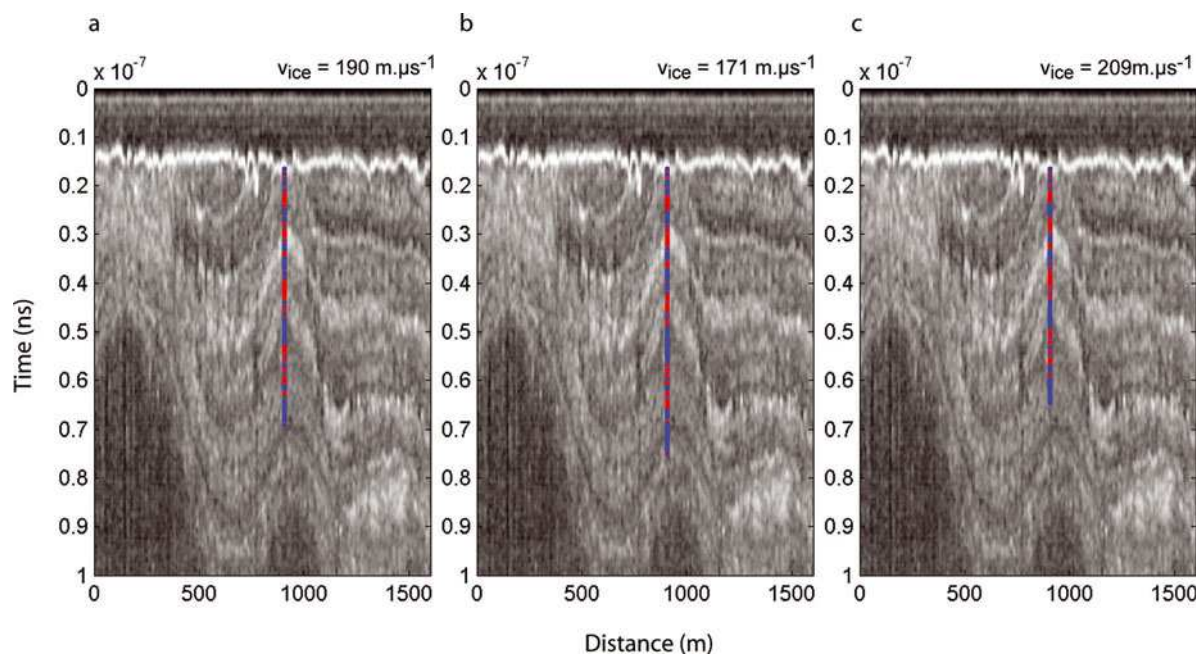 a b c
x 10⁻⁷ v_ice = 190 m.µs⁻¹ x 10⁻⁷ v_ice = 171 m.µs⁻¹ x 10⁻⁷ v_ice = 209m.µs⁻¹
0 0 0
0.1 0.1 0.1
0.2 0.2 0.2
0.3 0.3 0.3
0.4 0.4 0.4
0.5 0.5 0.5
0.6 0.6 0.6
0.7 0.7 0.7
0.8 0.8 0.8
0.9 0.9 0.9
1 1 1
0 500 1000 1500 0 500 1000 1500 0 500 1000 1500
Time (ns)
Distance (m)